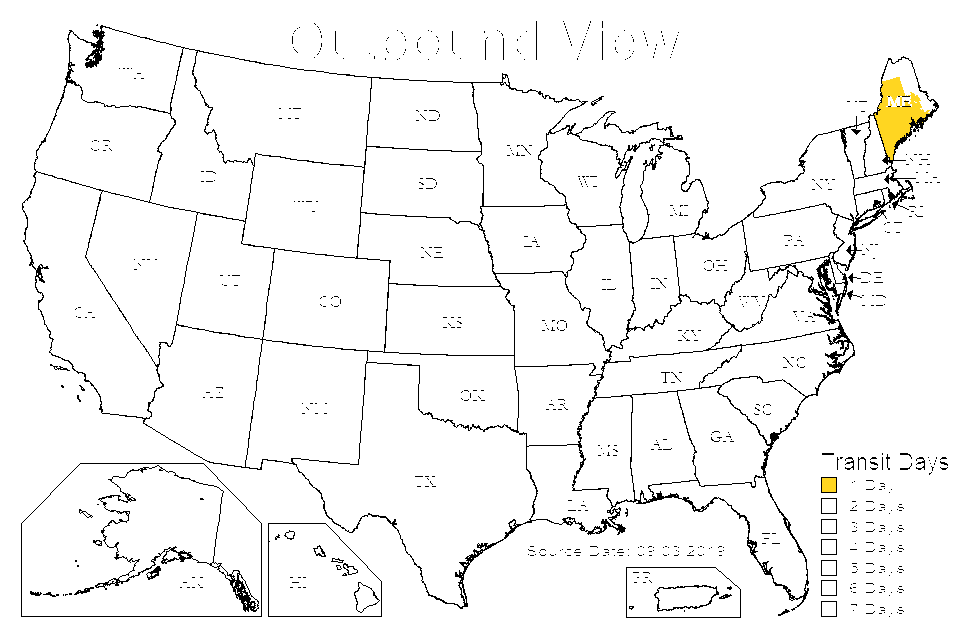 Outbound View
WA
MT
ND
ME
OR
MN
ID
SD
WI
NH
MA
NY
MI
RI
CT
WY
IA
PA
NE
NJ
NV
UT
OH
IL
IN
DE
CO
WV
MD
CA
KS
MO
VA
KY
NC
TN
AZ
OK
AR
NM
SC
GA
MS
AL
TX
LA
FL
AK
HI
PR
Source Date: 09.03.2019
Transit Days
1 Day
2 Days
3 Days
4 Days
5 Days
6 Days
7 Days